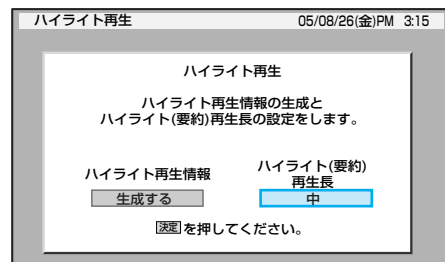 ハイライト再生 05/08/26(金)PM 3:15
ハイライト再生
ハイライト再生情報の生成と
ハイライト(要約)再生長の設定をします。
ハイライト再生情報
生成する
ハイライト(要約)
再生長
中
決定を押してください。